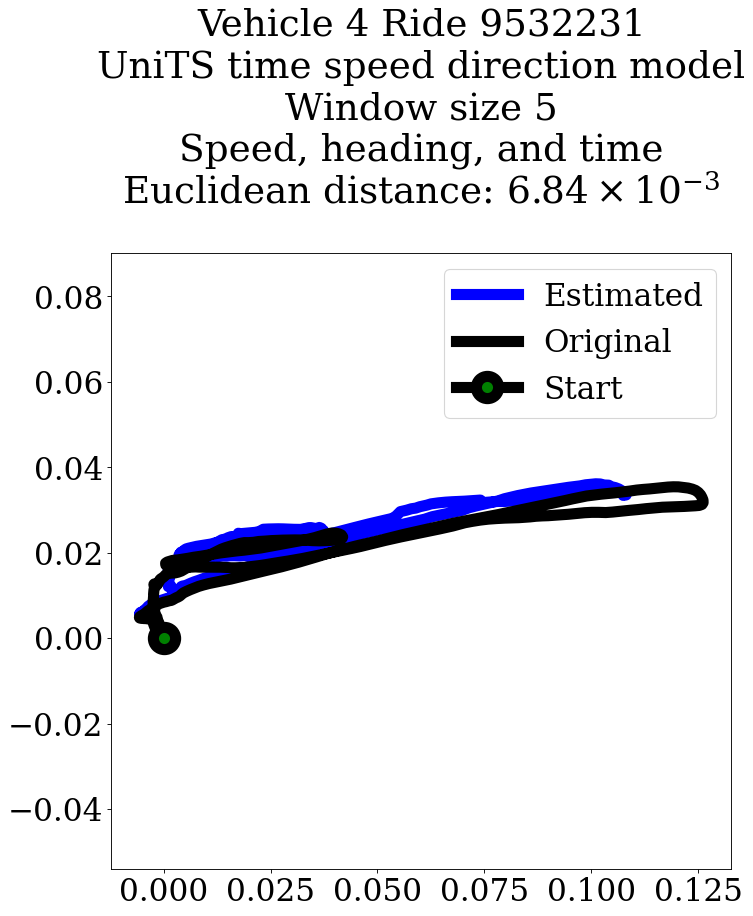 Vehicle 4 Ride 9532231
UniTS time speed direction model
Window size 5
Speed, heading, and time
Euclidean distance: 6.84 × 10⁻³
Estimated
Original
Start
0.08
0.06
0.04
0.02
0.00
−0.02
−0.04
0.000 0.025 0.050 0.075 0.100 0.125